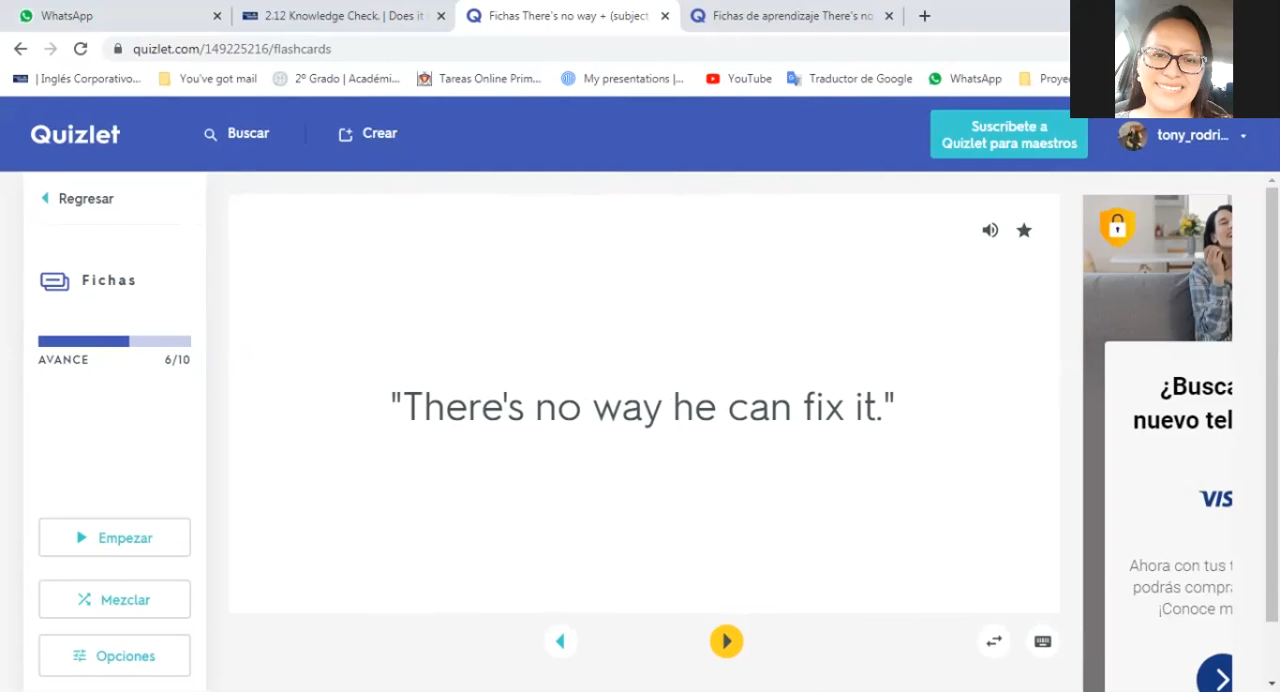 WhatsApp
2.12 Knowledge Check. | Does it
Fichas There's no way + (subject
Fichas de aprendizaje There's no
quizlet.com/149225216/flashcards
| Inglés Corporativo...
You've got mail
2º Grado | Académi...
Tareas Online Prim...
My presentations |...
YouTube
Traductor de Google
WhatsApp
Proye
Quizlet
Buscar
Crear
Suscríbete a
Quizlet para maestros
tony_rodri...
Regresar
Fichas
AVANCE 6/10
"There's no way he can fix it."
Empezar
Mezclar
Opciones
¿Busca
nuevo tel
VIS
Ahora con tus
podrás compr
¡Conoce m